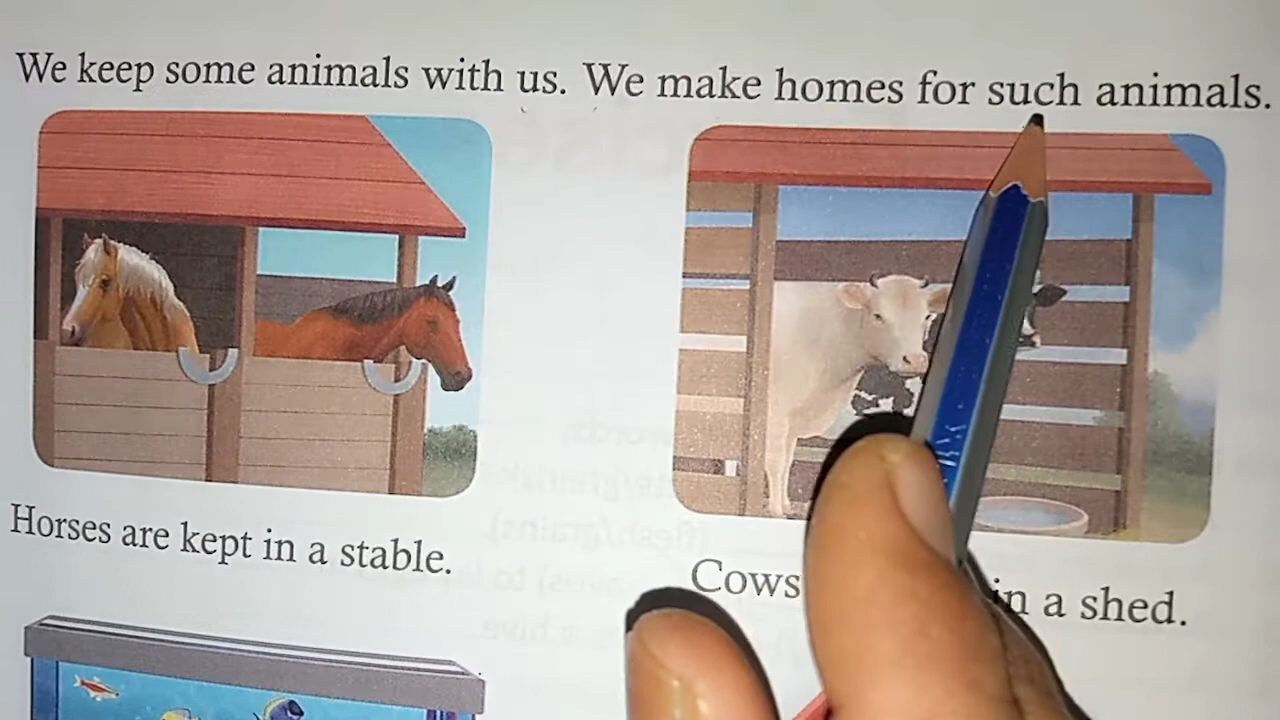 We keep some animals with us. We make homes for such animals.
Horses are kept in a stable.
Cows in a shed.